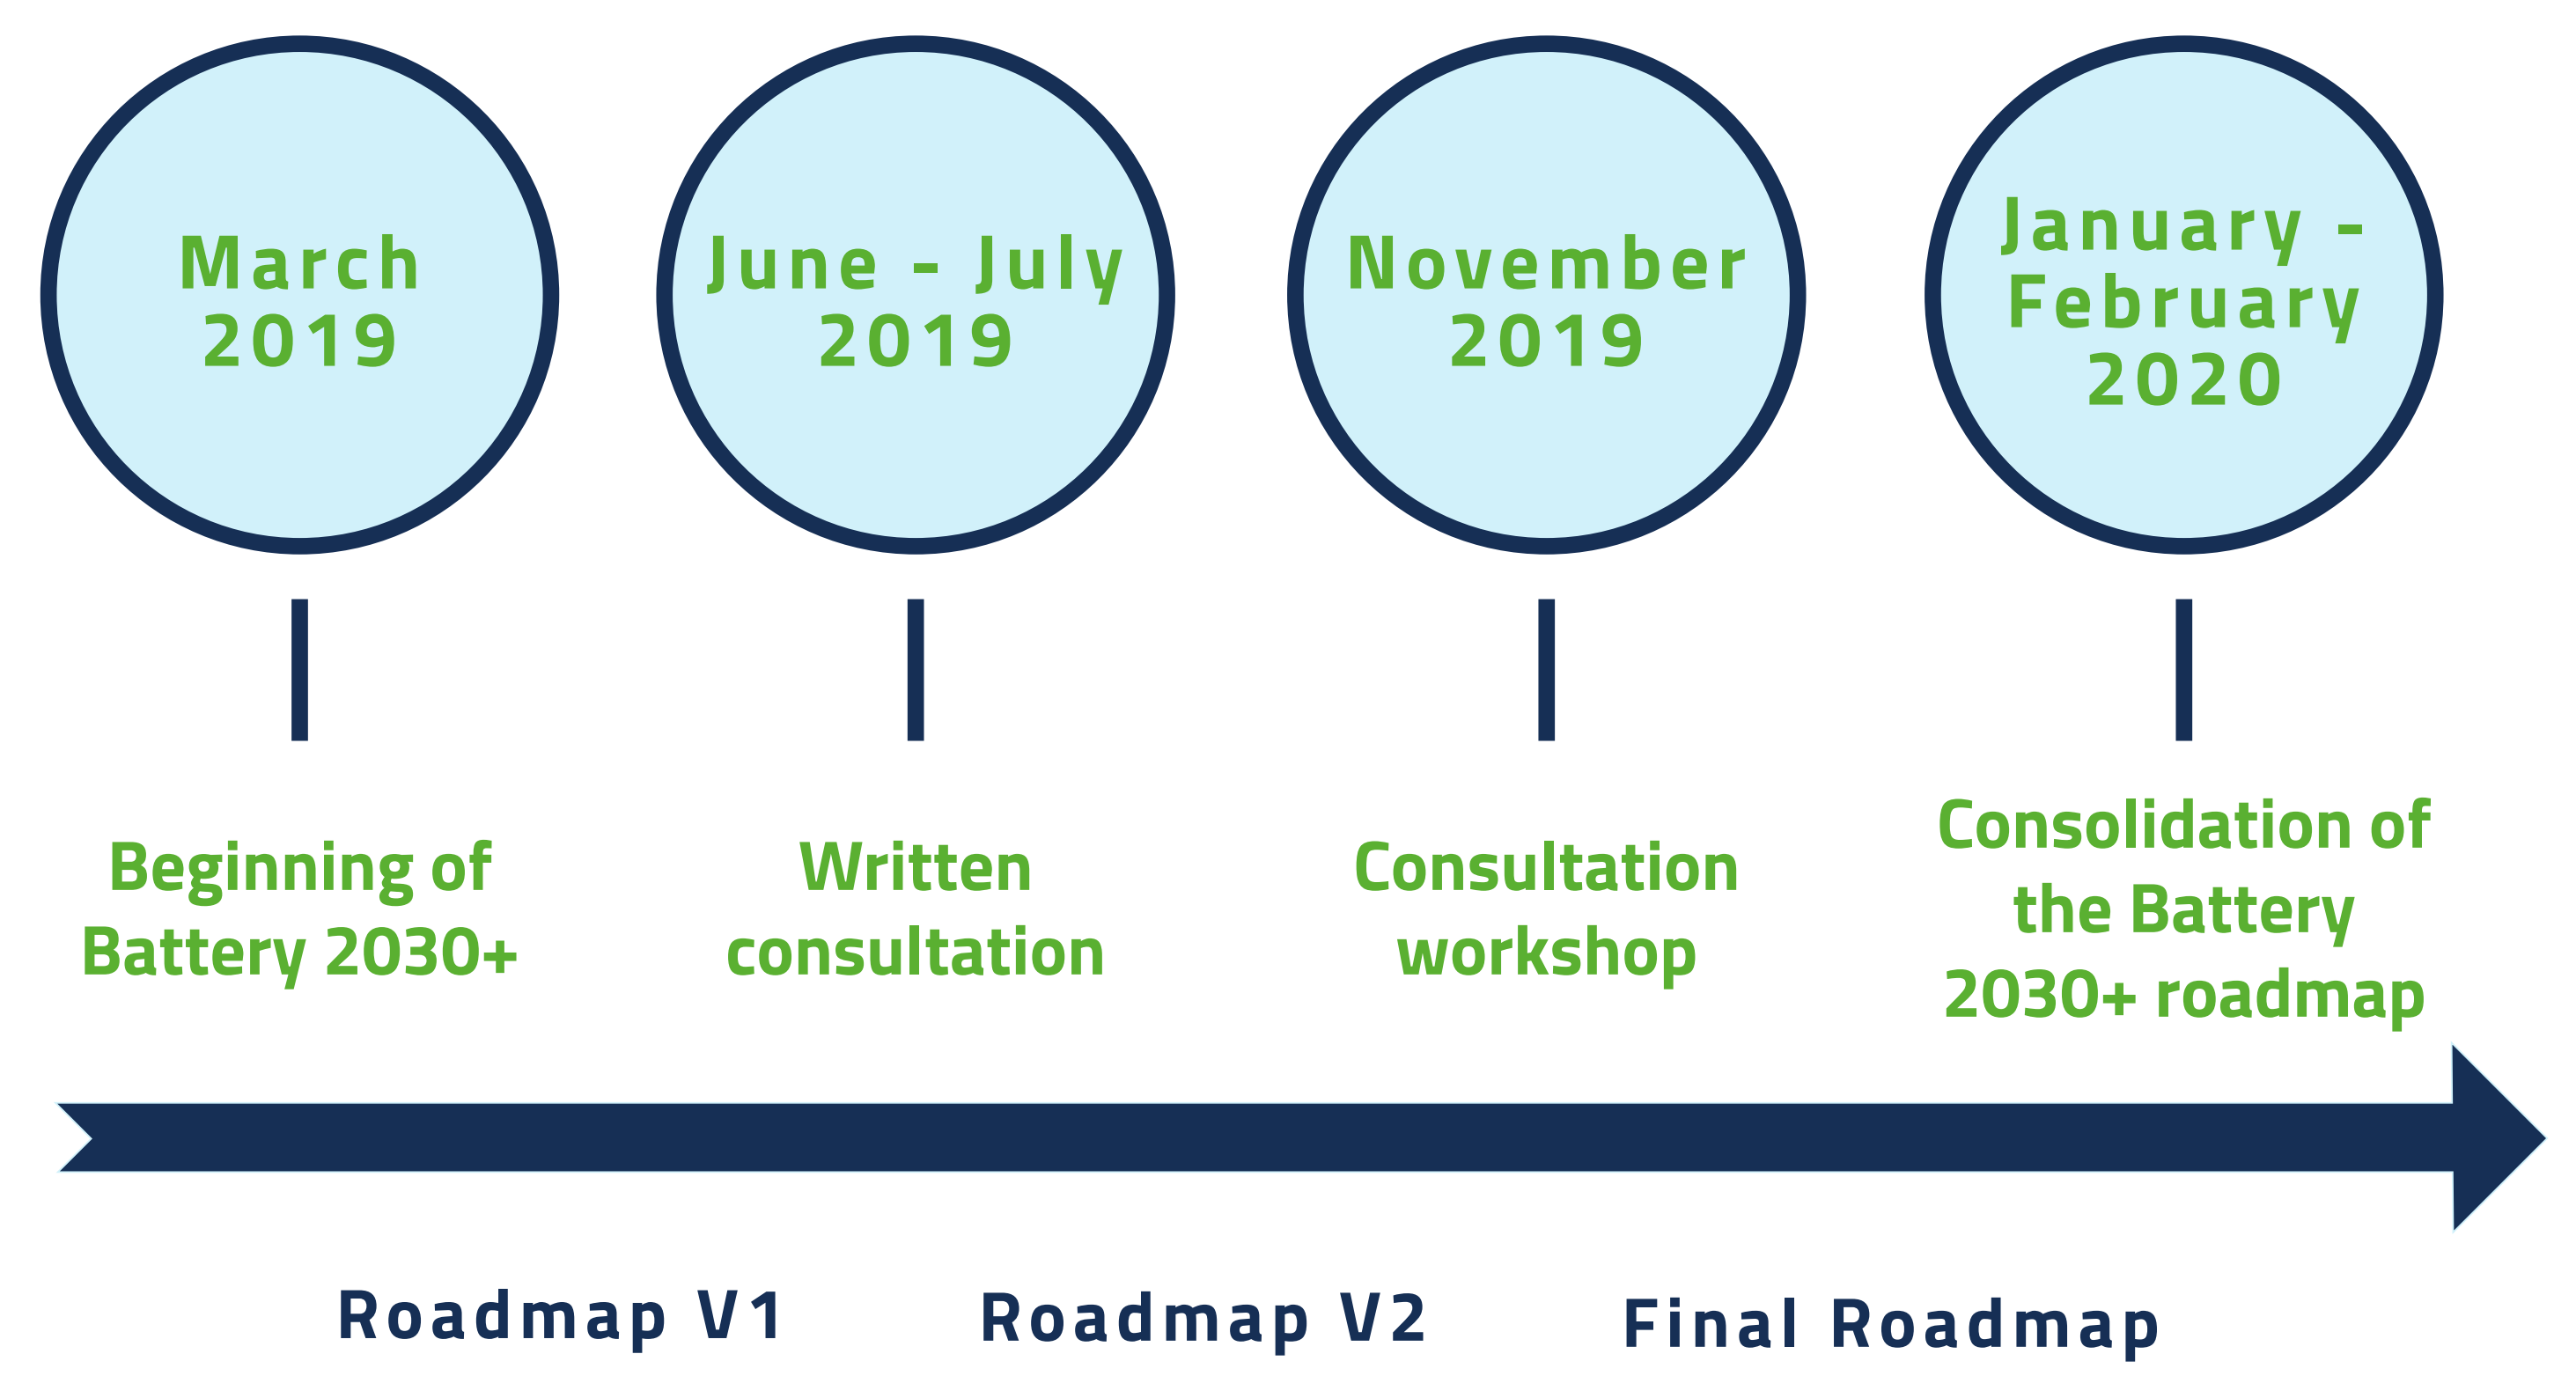 March
2019
June - July
2019
November
2019
January -
February
2020
Beginning of
Battery 2030+
Written
consultation
Consultation
workshop
Consolidation of
the Battery
2030+ roadmap
Roadmap V1
Roadmap V2
Final Roadmap